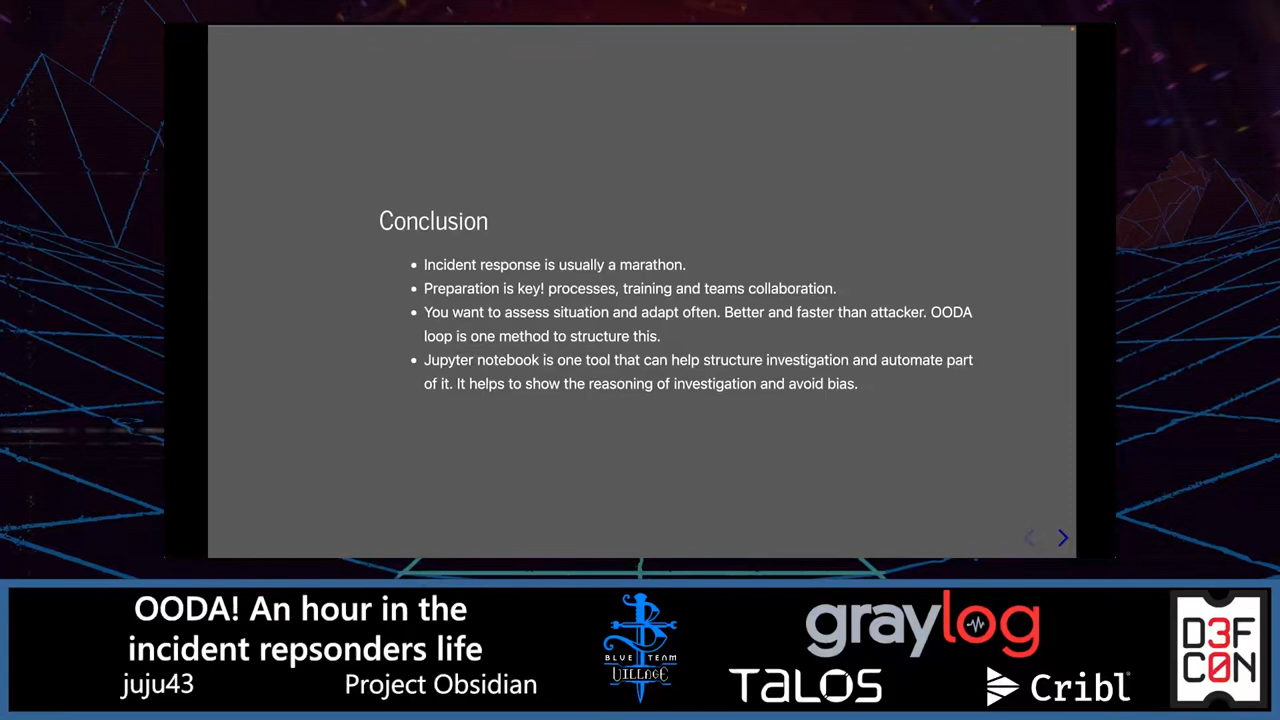 Conclusion
• Incident response is usually a marathon.
• Preparation is key! processes, training and teams collaboration.
• You want to assess situation and adapt often. Better and faster than attacker. OODA
loop is one method to structure this.
• Jupyter notebook is one tool that can help structure investigation and automate part
of it. It helps to show the reasoning of investigation and avoid bias.
OODA! An hour in the
incident repsonders life
juju43
Project Obsidian
BLUE TEAM
VILLAGE
graylog
TALOS
Cribl
D3F
C0N